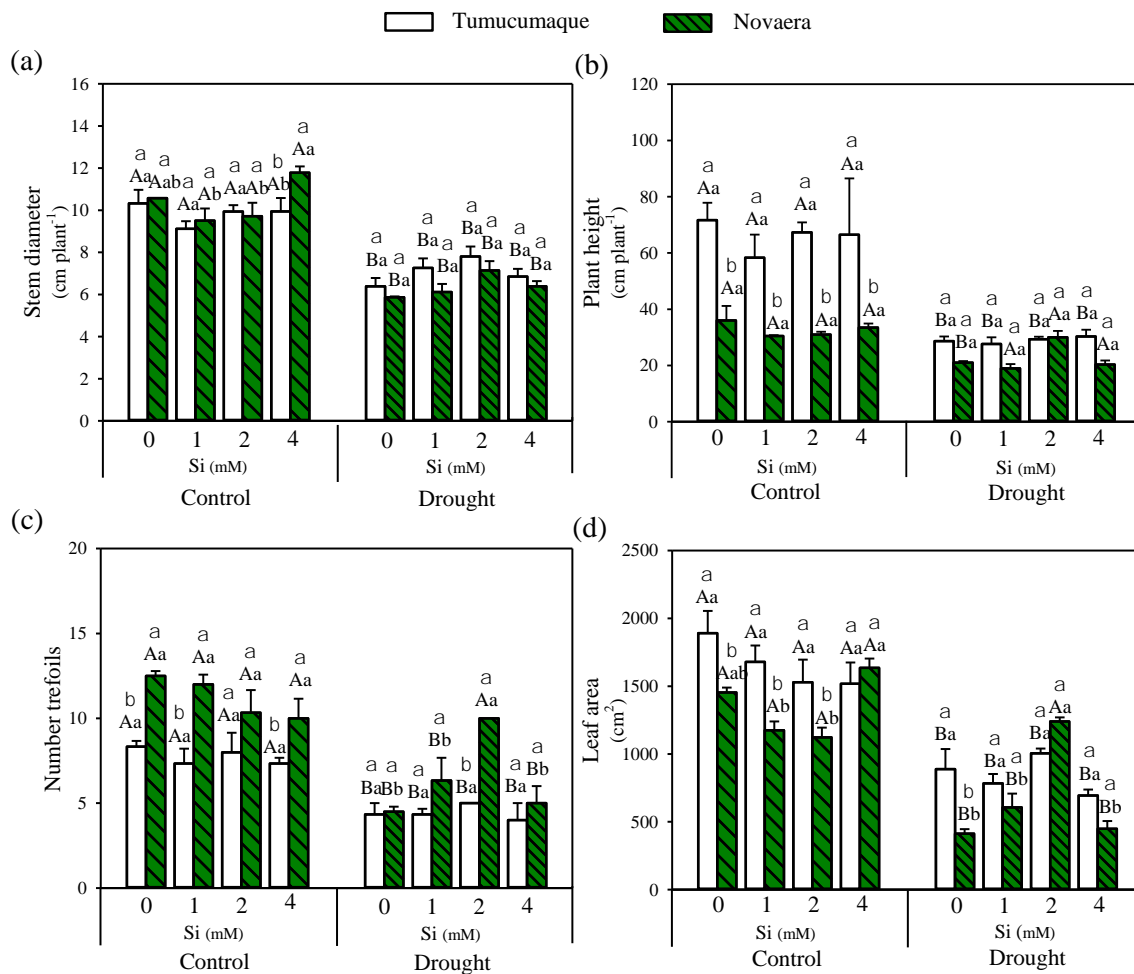 Tumucumaque
Novaera
(a)
Stem diameter
(cm plant-1)
16
14
12
10
8
6
4
2
0
a a a a a a b a
Aa Aab Aa Ab Aa Ab Ab Aa
a a a a a a a a
Ba Ba Ba Ba Ba Ba Ba Ba
0 1 2 4 0 1 2 4
Si (mM) Si (mM)
Control Drought
(b)
Plant height
(cm plant-1)
120
100
80
60
40
20
0
a b a b a b a b
Aa Aa Aa Aa Aa Aa Aa Aa
a a a a a a a a
Ba Ba Ba Aa Ba Aa Ba Aa
0 1 2 4 0 1 2 4
Si (mM) Si (mM)
Control Drought
(c)
Number trefoils
20
15
10
5
0
b a b a a a b a
Aa Aa Aa Aa Aa Aa Aa Aa
a a a a b a a a
Ba Bb Ba Bb Ba Aa Ba Bb
0 1 2 4 0 1 2 4
Si (mM) Si (mM)
Control Drought
(d)
Leaf area
(cm2)
2500
2000
1500
1000
500
0
a b a b a b a a
Aa Aab Aa Ab Aa Ab Aa Aa
a b a a a a a a
Ba Bb Ba Bb Ba Aa Ba Bb
0 1 2 4 0 1 2 4
Si (mM) Si (mM)
Control Drought